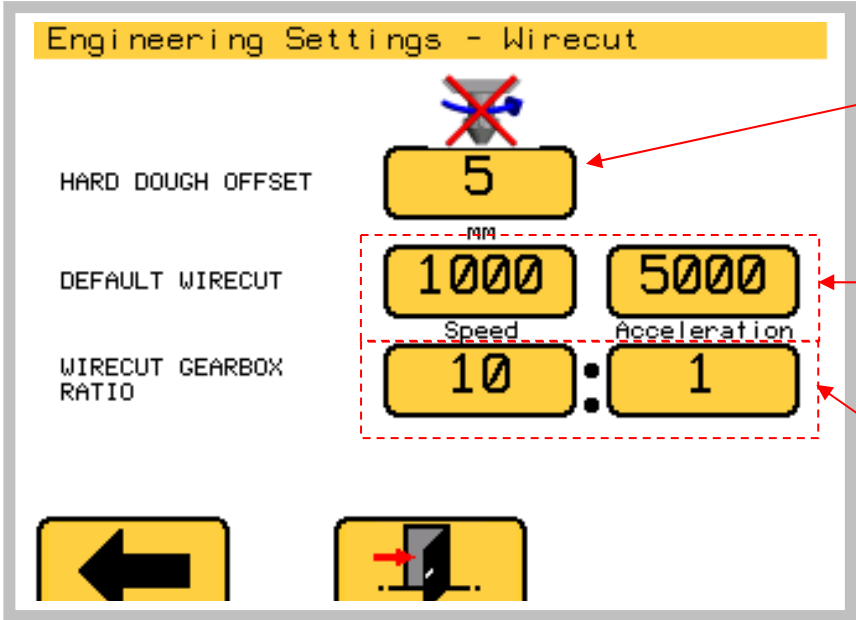 Engineering Settings - Wirecut
HARD DOUGH OFFSET
5
MM
DEFAULT WIRECUT
1000
5000
Speed
Acceleration
WIRECUT GEARBOX
RATIO
10 : 1